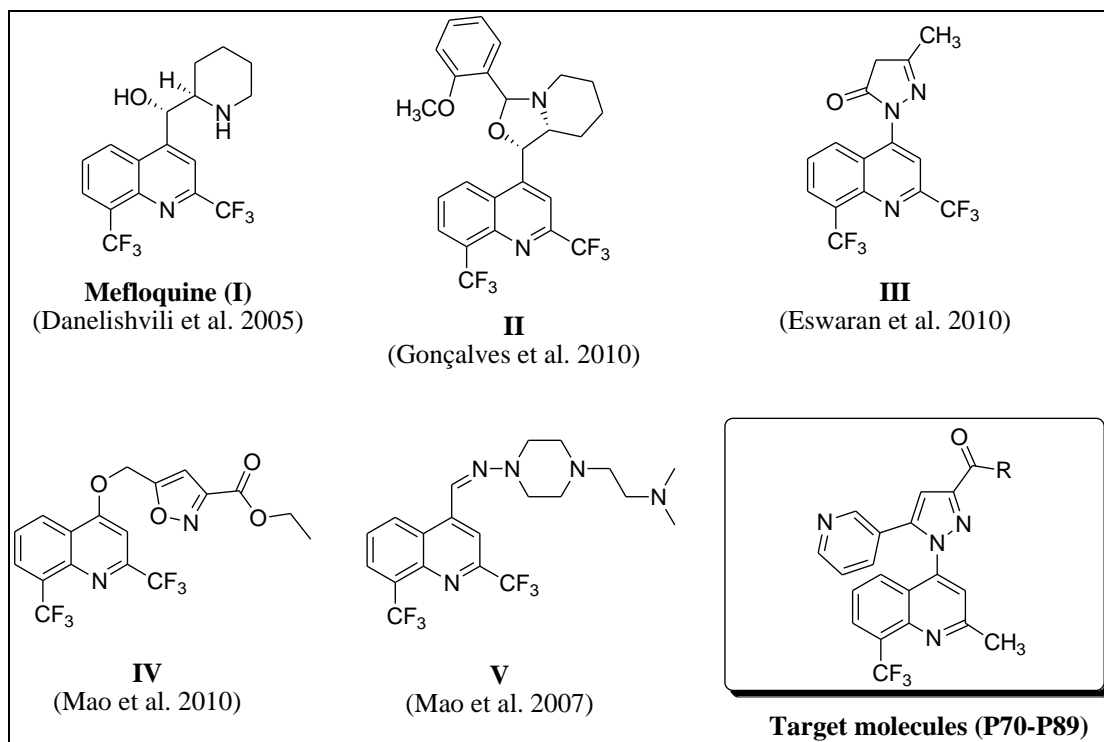 HO
H
N
H
N
CF₃
CF₃
Mefloquine (I)
(Danelishvili et al. 2005)
OCH₃
N
O
N
CF₃
CF₃
II
(Gonçalves et al. 2010)
CH₃
O
N
N
N
CF₃
CF₃
III
(Eswaran et al. 2010)
O
O
N
O
O
N
CF₃
CF₃
IV
(Mao et al. 2010)
N
N
N
N
N
CF₃
CF₃
V
(Mao et al. 2007)
O
R
N
N
N
N
CH₃
CF₃
Target molecules (P70-P89)